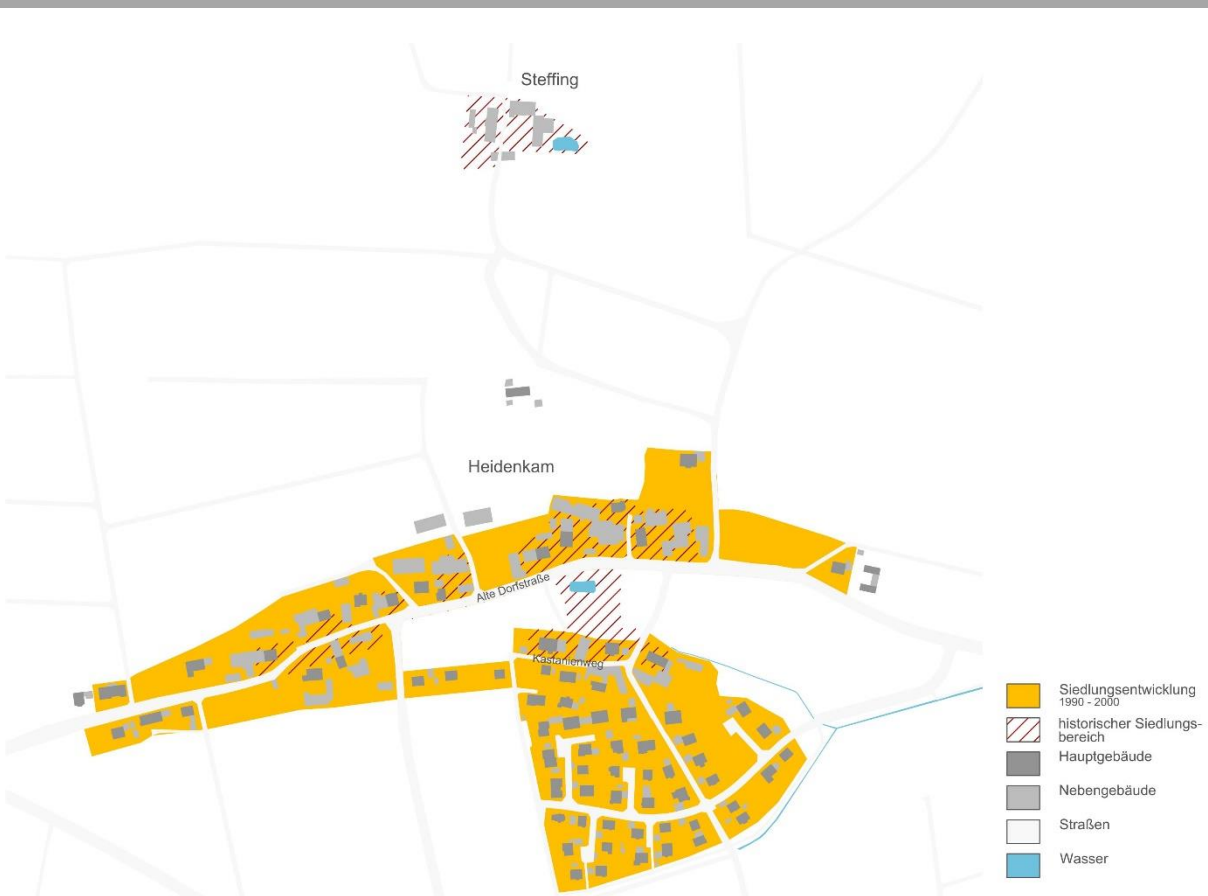 Steffing
Heidenkam
Alte Dorfstraße
Kastanienweg
Siedlungsentwicklung
1990 - 2000
historischer Siedlungs-
bereich
Hauptgebäude
Nebengebäude
Straßen
Wasser